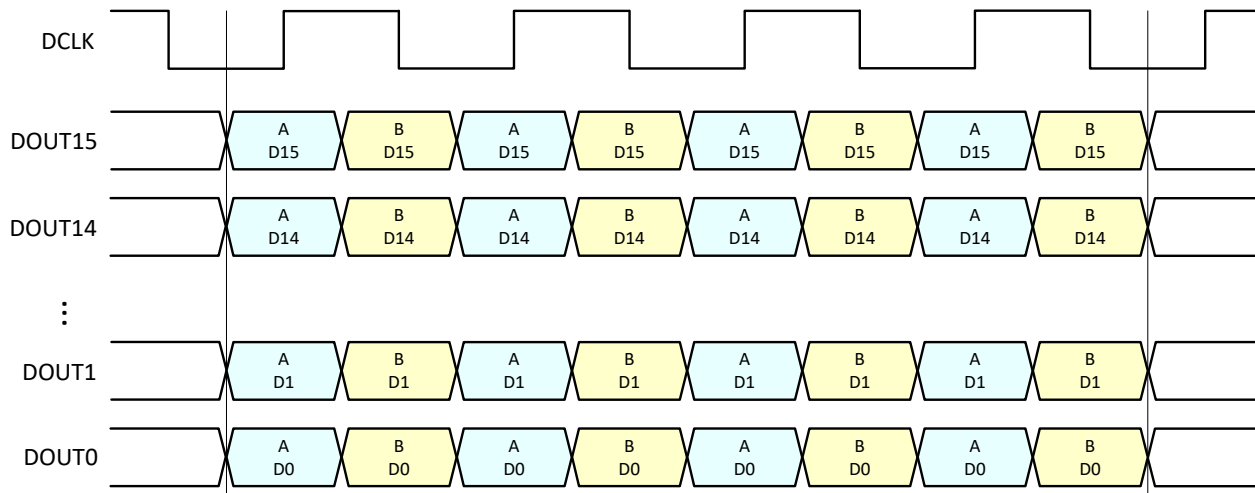 DCLK
DOUT15
A B A B A B A B
D15 D15 D15 D15 D15 D15 D15 D15
DOUT14
A B A B A B A B
D14 D14 D14 D14 D14 D14 D14 D14
⋮
DOUT1
A B A B A B A B
D1 D1 D1 D1 D1 D1 D1 D1
DOUT0
A B A B A B A B
D0 D0 D0 D0 D0 D0 D0 D0